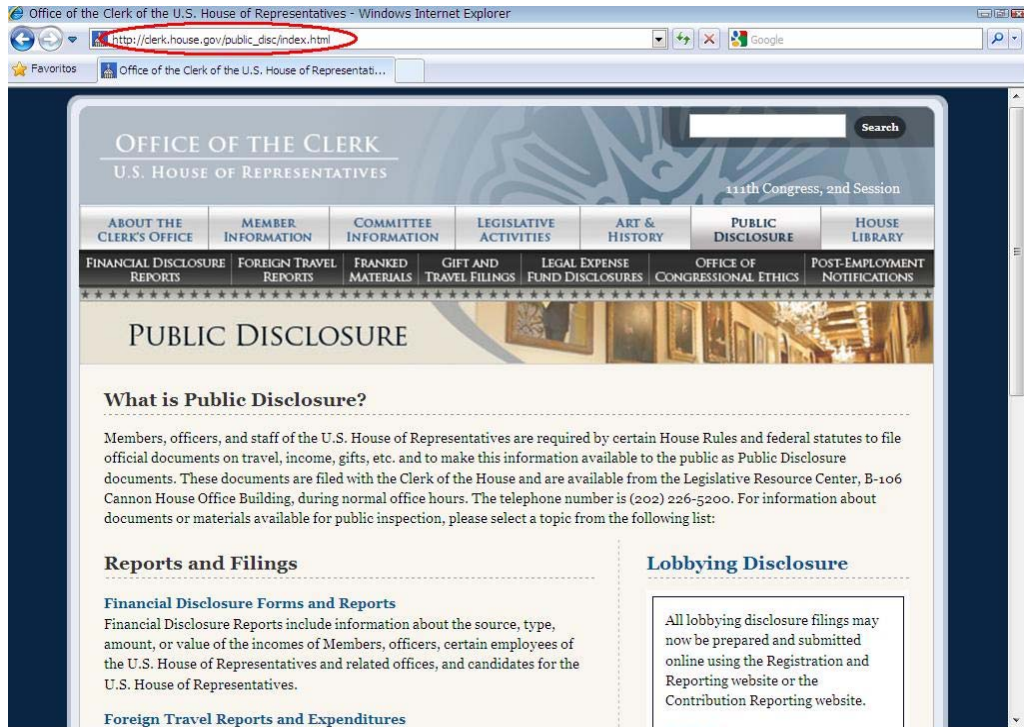 Office of the Clerk of the U.S. House of Representatives - Windows Internet Explorer
http://clerk.house.gov/public_disc/index.html
Google
Favoritos
Office of the Clerk of the U.S. House of Representati...
Search
OFFICE OF THE CLERK
U.S. HOUSE OF REPRESENTATIVES
111th Congress, 2nd Session
ABOUT THE CLERK'S OFFICE
MEMBER INFORMATION
COMMITTEE INFORMATION
LEGISLATIVE ACTIVITIES
ART & HISTORY
PUBLIC DISCLOSURE
HOUSE LIBRARY
FINANCIAL DISCLOSURE REPORTS
FOREIGN TRAVEL REPORTS
FRANKED MATERIALS
GIFT AND TRAVEL FILINGS
LEGAL EXPENSE FUND DISCLOSURES
OFFICE OF CONGRESSIONAL ETHICS
POST-EMPLOYMENT NOTIFICATIONS
PUBLIC DISCLOSURE
What is Public Disclosure?
Members, officers, and staff of the U.S. House of Representatives are required by certain House Rules and federal statutes to file
official documents on travel, income, gifts, etc. and to make this information available to the public as Public Disclosure
documents. These documents are filed with the Clerk of the House and are available from the Legislative Resource Center, B-106
Cannon House Office Building, during normal office hours. The telephone number is (202) 226-5200. For information about
documents or materials available for public inspection, please select a topic from the following list:
Reports and Filings
Financial Disclosure Forms and Reports
Financial Disclosure Reports include information about the source, type,
amount, or value of the incomes of Members, officers, certain employees of
the U.S. House of Representatives and related offices, and candidates for the
U.S. House of Representatives.
Foreign Travel Reports and Expenditures
Lobbying Disclosure
All lobbying disclosure filings may
now be prepared and submitted
online using the Registration and
Reporting website or the
Contribution Reporting website.